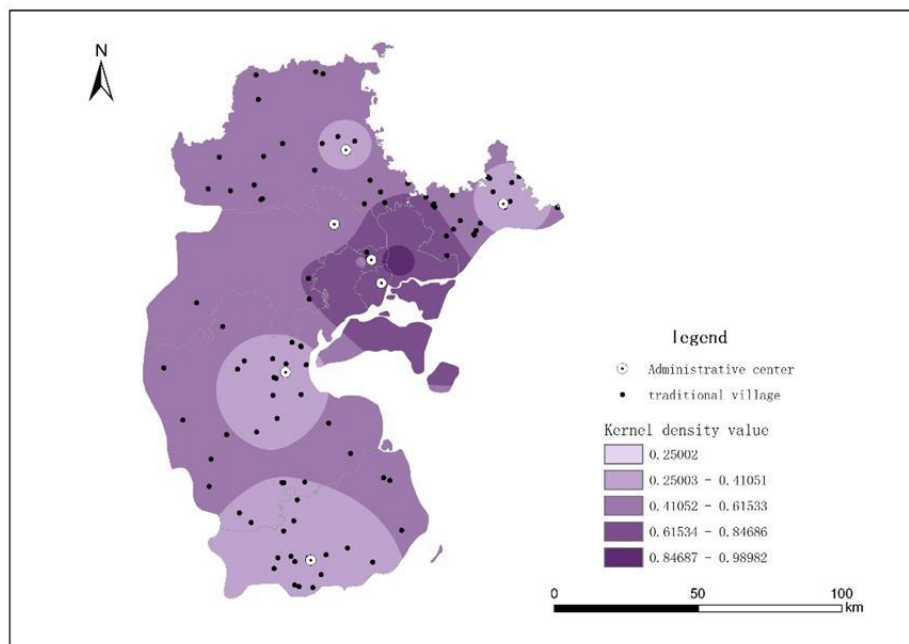 N
legend
Administrative center
traditional village
Kernel density value
0.25002
0.25003 - 0.41051
0.41052 - 0.61533
0.61534 - 0.84686
0.84687 - 0.98982
0 50 100
km